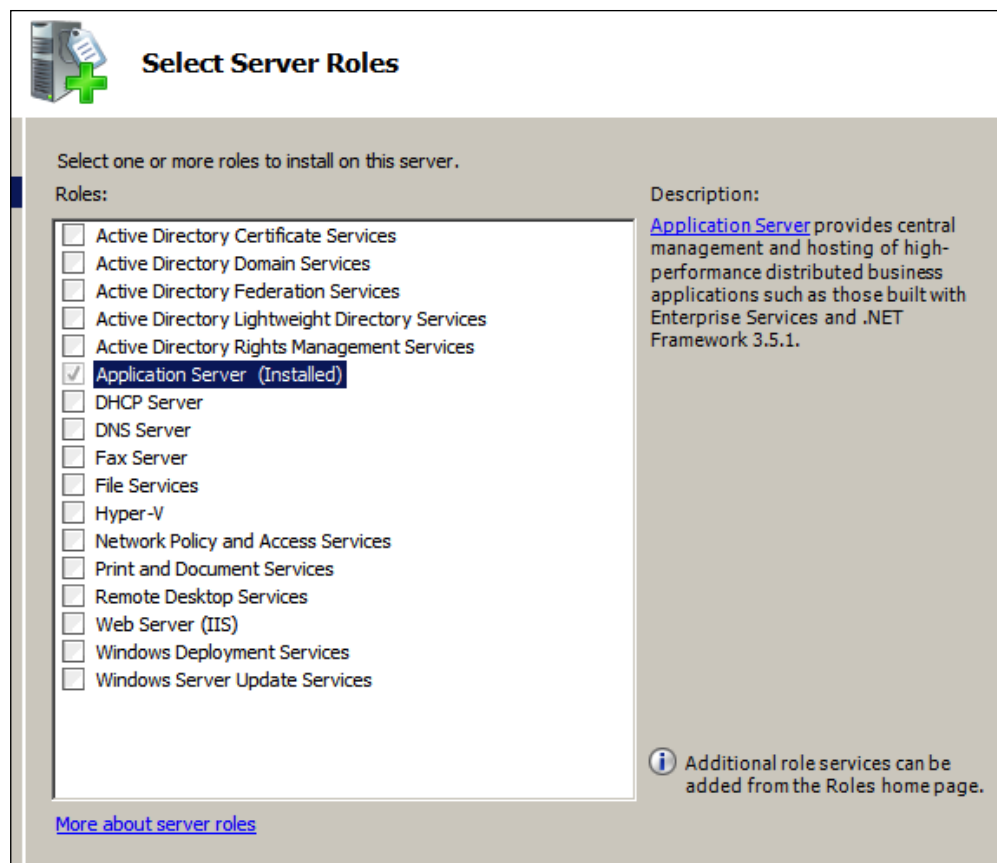 Select Server Roles
Select one or more roles to install on this server.
Roles:
Active Directory Certificate Services
Active Directory Domain Services
Active Directory Federation Services
Active Directory Lightweight Directory Services
Active Directory Rights Management Services
Application Server (Installed)
DHCP Server
DNS Server
Fax Server
File Services
Hyper-V
Network Policy and Access Services
Print and Document Services
Remote Desktop Services
Web Server (IIS)
Windows Deployment Services
Windows Server Update Services
More about server roles
Description:
Application Server provides central
management and hosting of high-
performance distributed business
applications such as those built with
Enterprise Services and .NET
Framework 3.5.1.
Additional role services can be
added from the Roles home page.